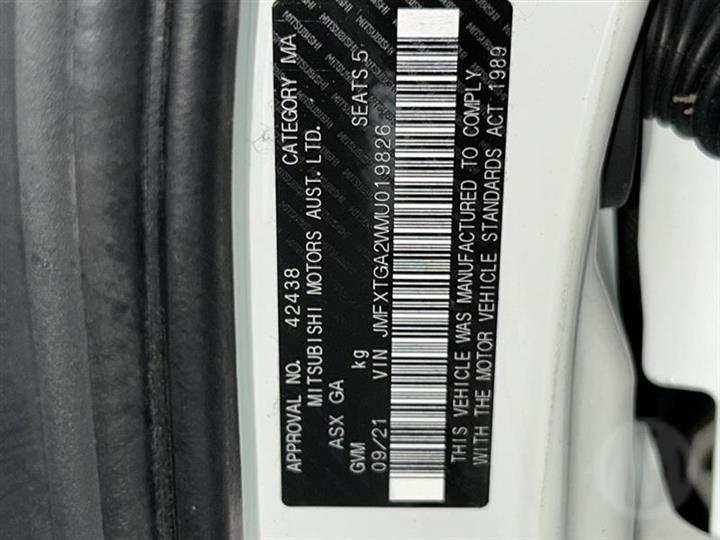 APPROVAL NO. 42438 CATEGORY MA
MITSUBISHI MOTORS AUST. LTD.
ASX GA SEATS 5
GVM kg
09/21 VIN JMFXTGA2WMU019826
THIS VEHICLE WAS MANUFACTURED TO COMPLY
WITH THE MOTOR VEHICLE STANDARDS ACT 1989